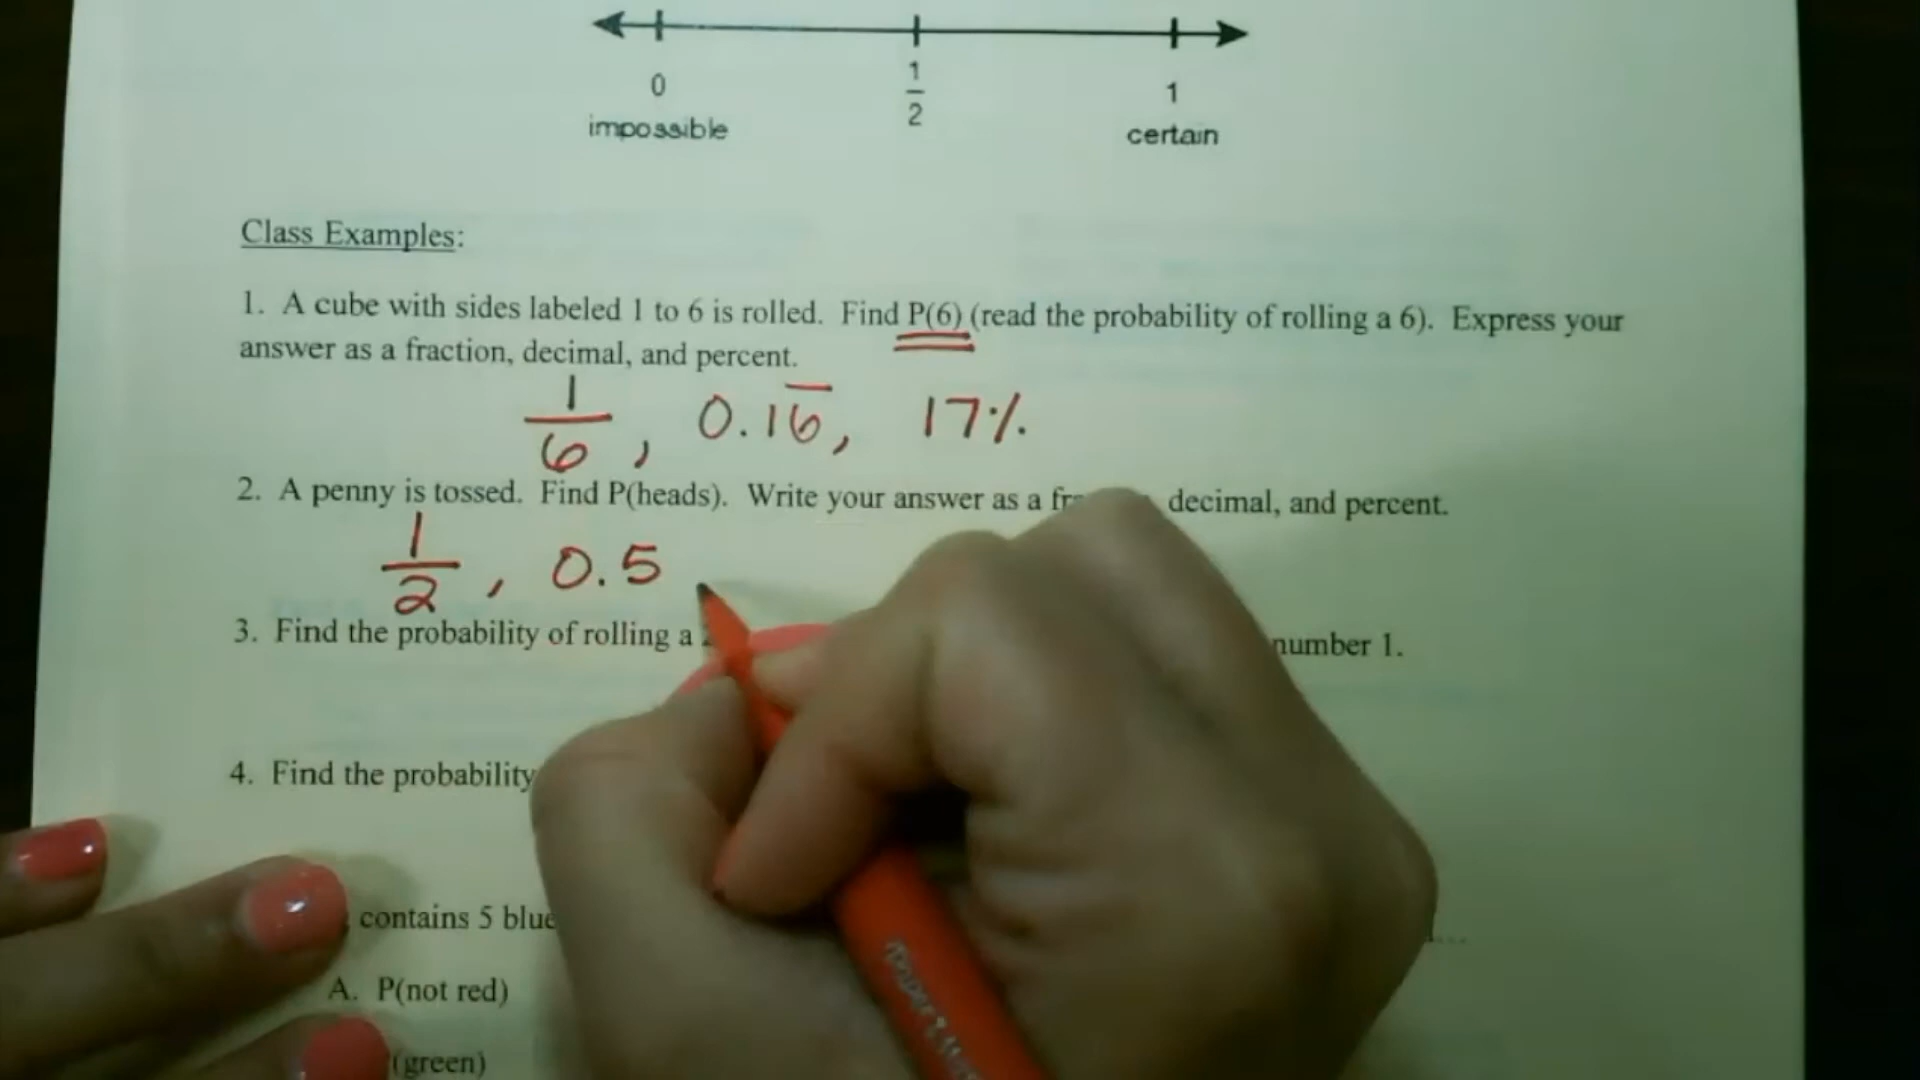 0 1/2 1
impossible certain
Class Examples:
1. A cube with sides labeled 1 to 6 is rolled. Find P(6) (read the probability of rolling a 6). Express your
answer as a fraction, decimal, and percent.
1/6, 0.16̅, 17%
2. A penny is tossed. Find P(heads). Write your answer as a decimal, and percent.
1/2, 0.5
3. Find the probability of rolling a number 1.
4. Find the probability
contains 5 blue
A. P(not red)
(green)